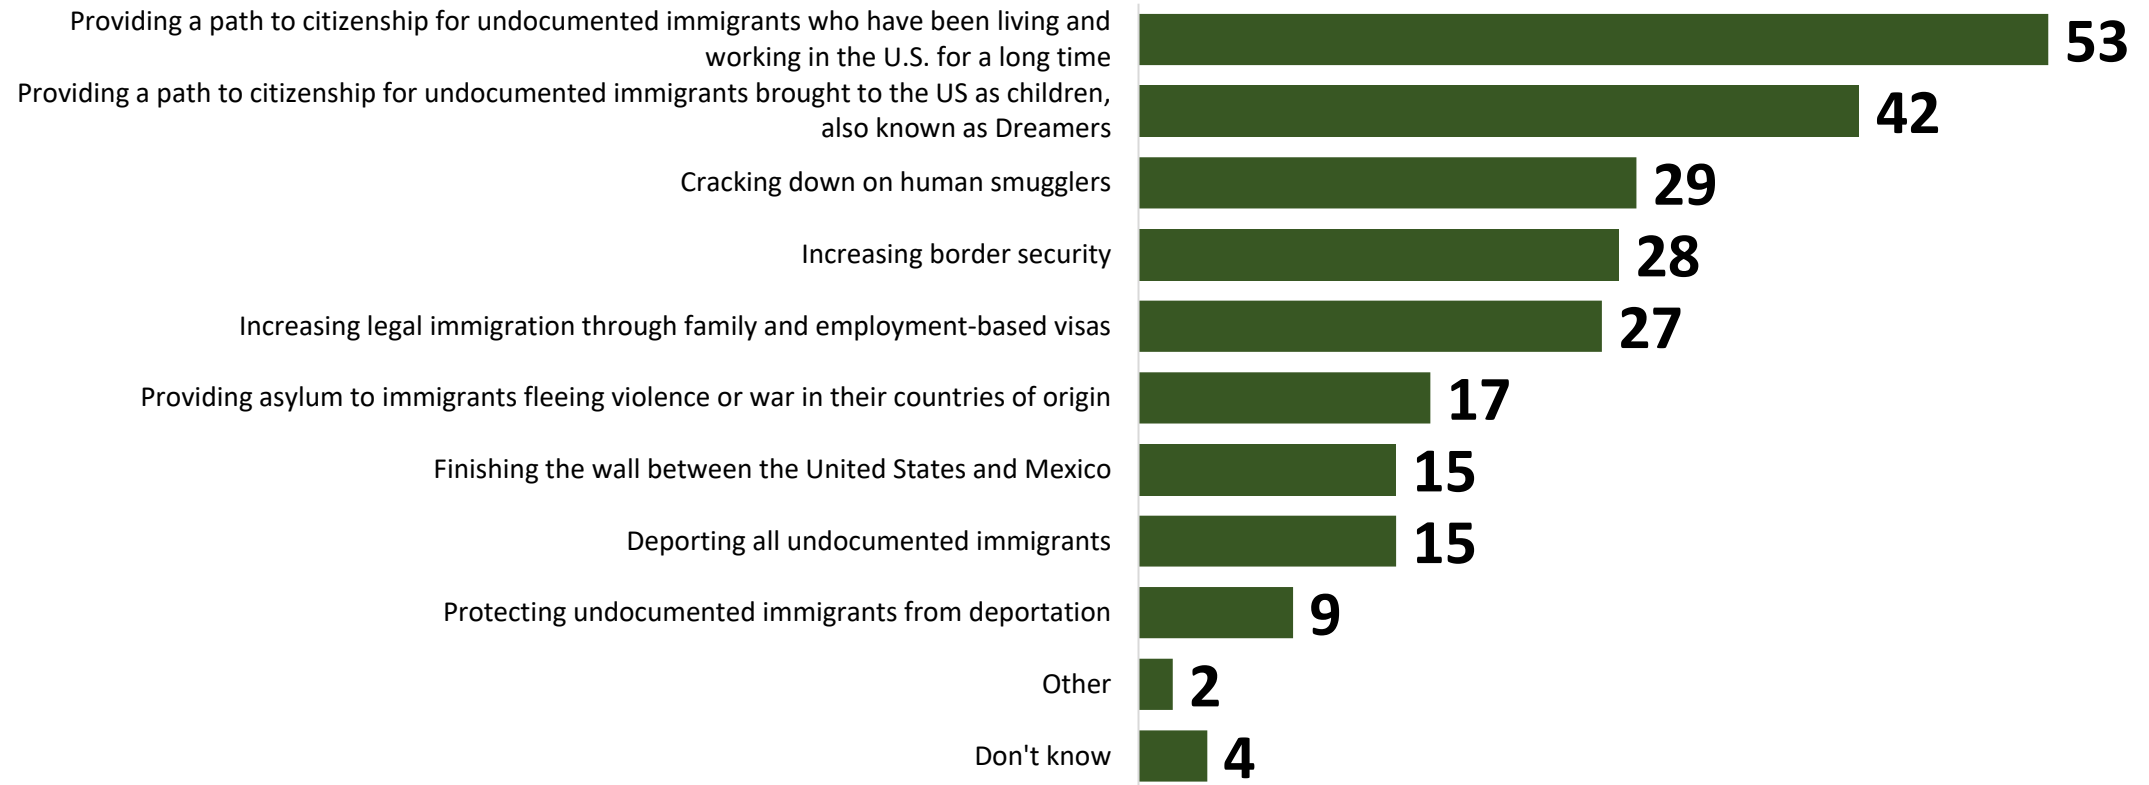 Providing a path to citizenship for undocumented immigrants who have been living and
working in the U.S. for a long time
53
Providing a path to citizenship for undocumented immigrants brought to the US as children,
also known as Dreamers
42
Cracking down on human smugglers
29
Increasing border security
28
Increasing legal immigration through family and employment-based visas
27
Providing asylum to immigrants fleeing violence or war in their countries of origin
17
Finishing the wall between the United States and Mexico
15
Deporting all undocumented immigrants
15
Protecting undocumented immigrants from deportation
9
Other
2
Don't know
4